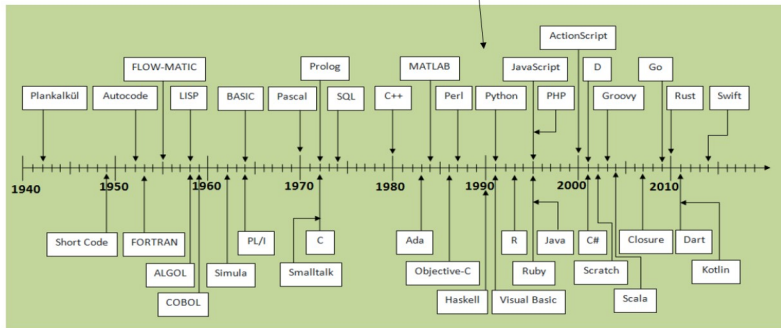 ActionScript
FLOW-MATIC
Prolog
MATLAB
JavaScript
D
Go
Plankalkül
Autocode
LISP
BASIC
Pascal
SQL
C++
Perl
Python
PHP
Groovy
Rust
Swift
1940
1950
1960
1970
1980
1990
2000
2010
Short Code
FORTRAN
PL/I
C
Ada
R
Java
C#
Closure
Dart
ALGOL
Simula
Smalltalk
Objective-C
Ruby
Scratch
Kotlin
COBOL
Haskell
Visual Basic
Scala